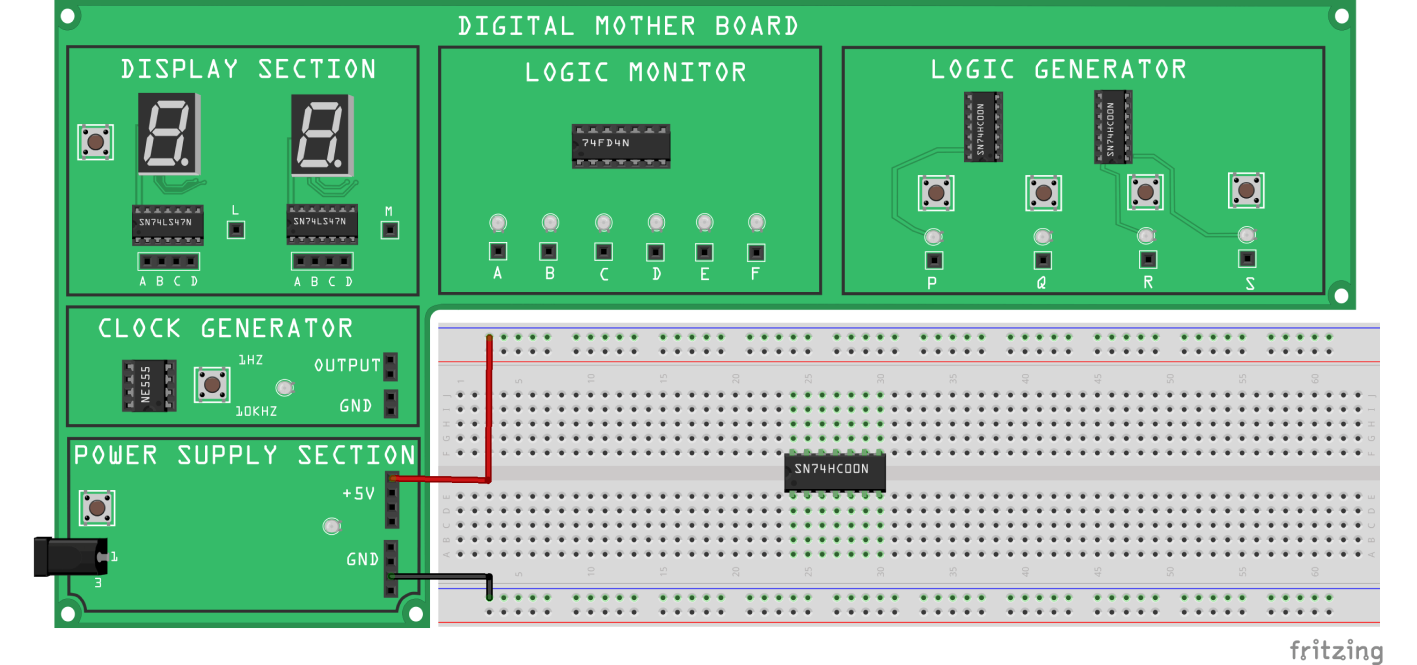 DIGITAL MOTHER BOARD
DISPLAY SECTION
SN74LS47N
L
A B C D
SN74LS47N
M
A B C D
LOGIC MONITOR
74FD4N
A B C D E F
LOGIC GENERATOR
SN74HC00N
SN74HC00N
P Q R S
CLOCK GENERATOR
NE555
1HZ
10KHZ
OUTPUT
GND
POWER SUPPLY SECTION
+5V
GND
1
3
1 5 10 15 20 25 30 35 40 45 50 55 60
J
I
H
G
F
SN74HC00N
E
D
C
B
A
5 10 15 20 25 30 35 40 45 50 55 60
fritzing